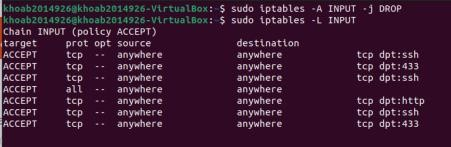 khoab2014926@khoab2014926-VirtualBox:~$ sudo iptables -A INPUT -j DROP
khoab2014926@khoab2014926-VirtualBox:~$ sudo iptables -L INPUT
Chain INPUT (policy ACCEPT)
target     prot opt source               destination
ACCEPT     tcp  --  anywhere             anywhere             tcp dpt:ssh
ACCEPT     tcp  --  anywhere             anywhere             tcp dpt:433
ACCEPT     tcp  --  anywhere             anywhere             tcp dpt:ssh
ACCEPT     all  --  anywhere             anywhere
ACCEPT     tcp  --  anywhere             anywhere             tcp dpt:http
ACCEPT     tcp  --  anywhere             anywhere             tcp dpt:ssh
ACCEPT     tcp  --  anywhere             anywhere             tcp dpt:433